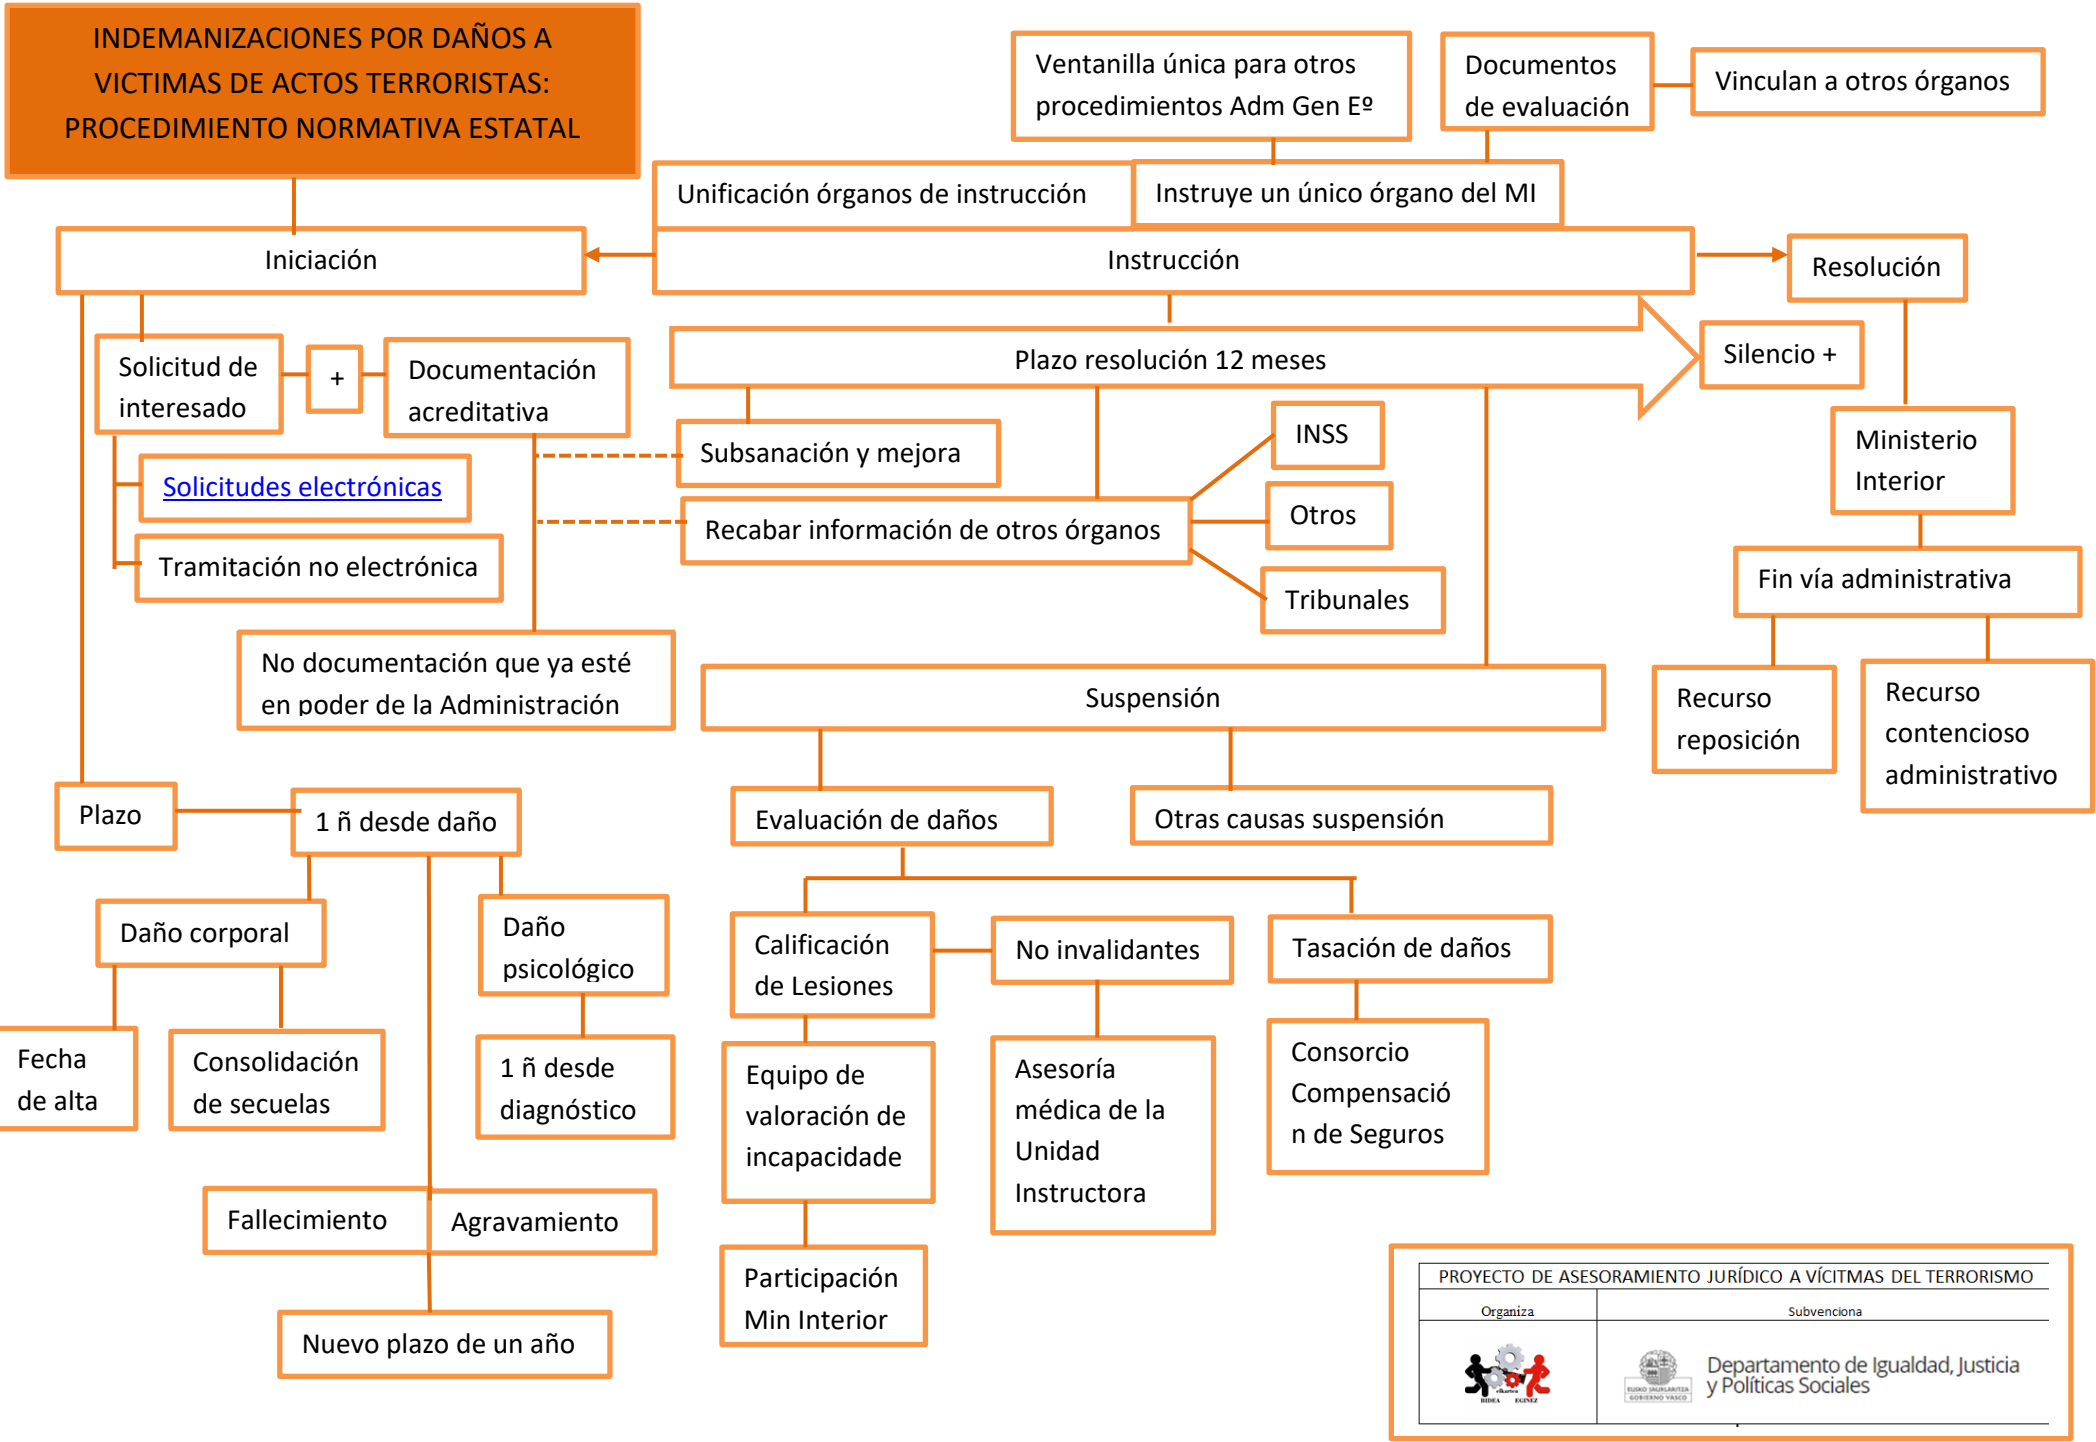 INDEMANIZACIONES POR DAÑOS A
VICTIMAS DE ACTOS TERRORISTAS:
PROCEDIMIENTO NORMATIVA ESTATAL
Ventanilla única para otros
procedimientos Adm Gen Eº
Documentos
de evaluación
Vinculan a otros órganos
Unificación órganos de instrucción
Instruye un único órgano del MI
Iniciación
Instrucción
Resolución
Solicitud de
interesado
+
Documentación
acreditativa
Plazo resolución 12 meses
Silencio +
Subsanación y mejora
INSS
Ministerio
Interior
Solicitudes electrónicas
Recabar información de otros órganos
Otros
Tramitación no electrónica
Tribunales
Fin vía administrativa
No documentación que ya esté
en poder de la Administración
Suspensión
Recurso
reposición
Recurso
contencioso
administrativo
Plazo
1 ñ desde daño
Evaluación de daños
Otras causas suspensión
Daño corporal
Daño
psicológico
Calificación
de Lesiones
No invalidantes
Tasación de daños
Fecha
de alta
Consolidación
de secuelas
1 ñ desde
diagnóstico
Equipo de
valoración de
incapacidade
Asesoría
médica de la
Unidad
Instructora
Consorcio
Compensació
n de Seguros
Fallecimiento
Agravamiento
Participación
Min Interior
Nuevo plazo de un año
PROYECTO DE ASESORAMIENTO JURÍDICO A VÍCITMAS DEL TERRORISMO
Organiza
Subvenciona
elkartea
BIDEA EGINEZ
EUSKO JAURLARITZA
GOBIERNO VASCO
Departamento de Igualdad, Justicia
y Políticas Sociales